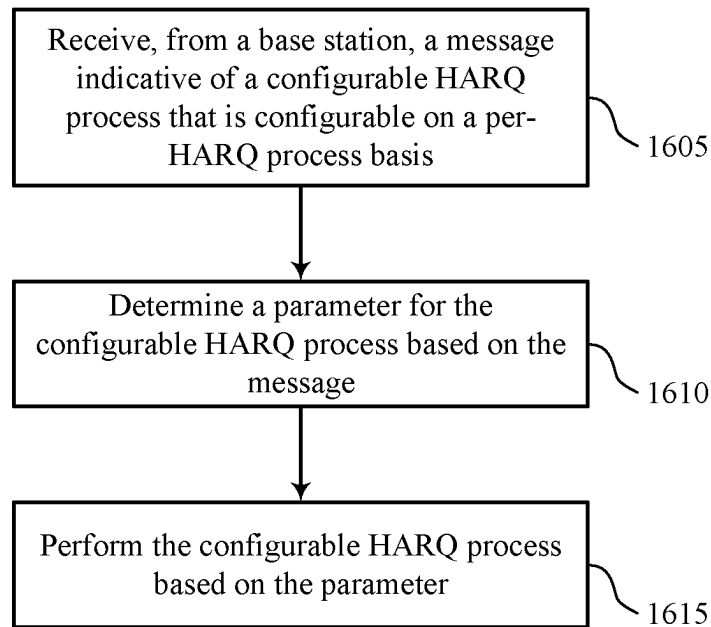 Receive, from a base station, a message
indicative of a configurable HARQ
process that is configurable on a per-
HARQ process basis
1605
Determine a parameter for the
configurable HARQ process based on the
message
1610
Perform the configurable HARQ process
based on the parameter
1615